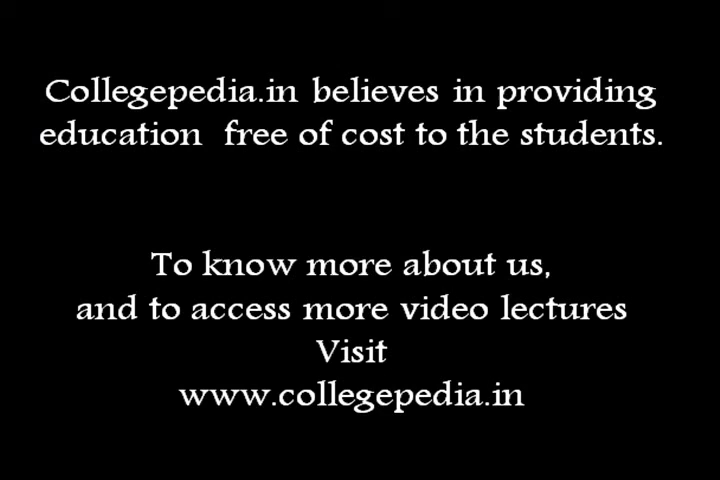 Collegepedia.in believes in providing
education  free of cost to the students.
To know more about us,
and to access more video lectures
Visit
www.collegepedia.in